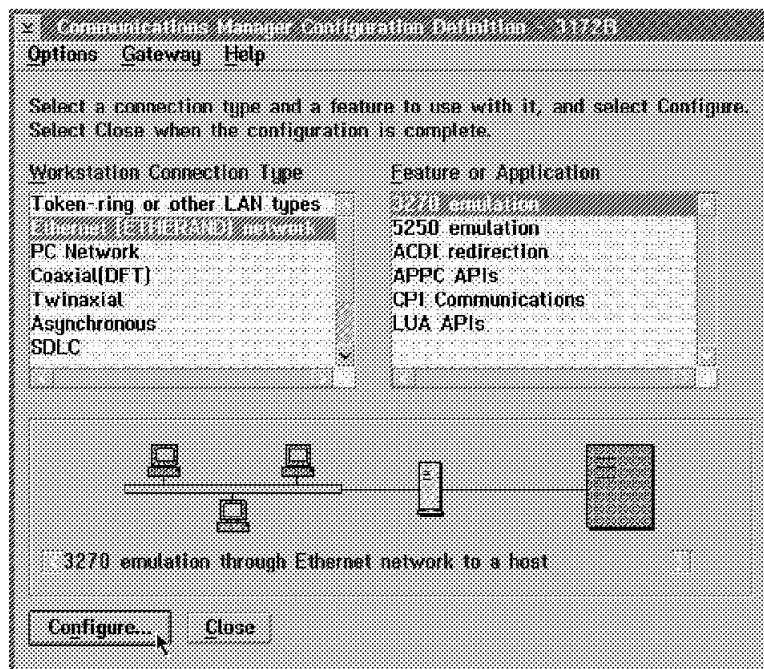 Communications Manager Configuration Definition - 3172B
Options Gateway Help
Select a connection type and a feature to use with it, and select Configure.
Select Close when the configuration is complete.
Workstation Connection Type
Feature or Application
Token-ring or other LAN types
Ethernet (ETHERAND) network
PC Network
Coaxial(DFT)
Twinaxial
Asynchronous
SDLC
3270 emulation
5250 emulation
ACDI redirection
APPC APIs
CPI Communications
LUA APIs
3270 emulation through Ethernet network to a host
Configure... Close